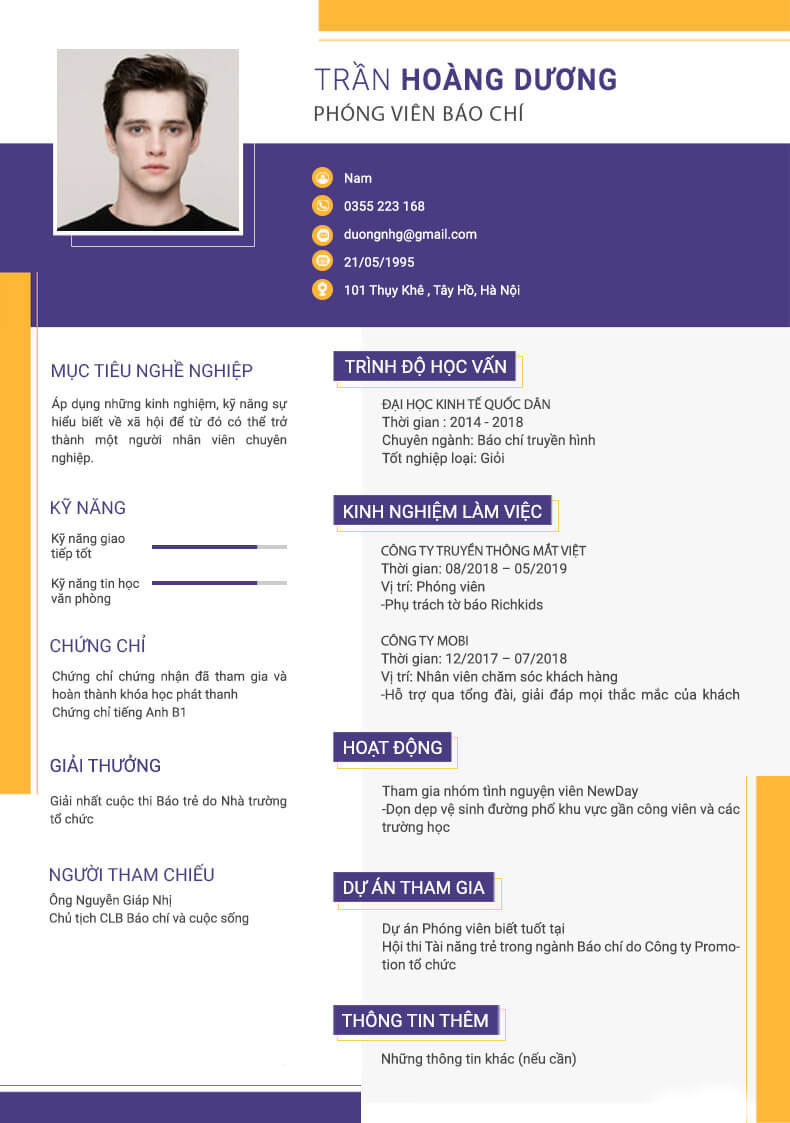 TRẦN HOÀNG DƯƠNG
PHÓNG VIÊN BÁO CHÍ
Nam
0355 223 168
duongnhg@gmail.com
21/05/1995
101 Thụy Khê , Tây Hồ, Hà Nội
MỤC TIÊU NGHỀ NGHIỆP
Áp dụng những kinh nghiệm, kỹ năng sự
hiểu biết về xã hội để từ đó có thể trở
thành một người nhân viên chuyên
nghiệp.
KỸ NĂNG
Kỹ năng giao
tiếp tốt
Kỹ năng tin học
văn phòng
CHỨNG CHỈ
Chứng chỉ chứng nhận đã tham gia và
hoàn thành khóa học phát thanh
Chứng chỉ tiếng Anh B1
GIẢI THƯỞNG
Giải nhất cuộc thi Báo trẻ do Nhà trường
tổ chức
NGƯỜI THAM CHIẾU
Ông Nguyễn Giáp Nhị
Chủ tịch CLB Báo chí và cuộc sống
TRÌNH ĐỘ HỌC VẤN
ĐẠI HỌC KINH TẾ QUỐC DÂN
Thời gian : 2014 - 2018
Chuyên ngành: Báo chí truyền hình
Tốt nghiệp loại: Giỏi
KINH NGHIỆM LÀM VIỆC
CÔNG TY TRUYỀN THÔNG MẮT VIỆT
Thời gian: 08/2018 – 05/2019
Vị trí: Phóng viên
-Phụ trách tờ báo Richkids
CÔNG TY MOBI
Thời gian: 12/2017 – 07/2018
Vị trí: Nhân viên chăm sóc khách hàng
-Hỗ trợ qua tổng đài, giải đáp mọi thắc mắc của khách
HOẠT ĐỘNG
Tham gia nhóm tình nguyện viên NewDay
-Dọn dẹp vệ sinh đường phố khu vực gần công viên và các
trường học
DỰ ÁN THAM GIA
Dự án Phóng viên biết tuốt tại
Hội thi Tài năng trẻ trong ngành Báo chí do Công ty Promo-
tion tổ chức
THÔNG TIN THÊM
Những thông tin khác (nếu cần)